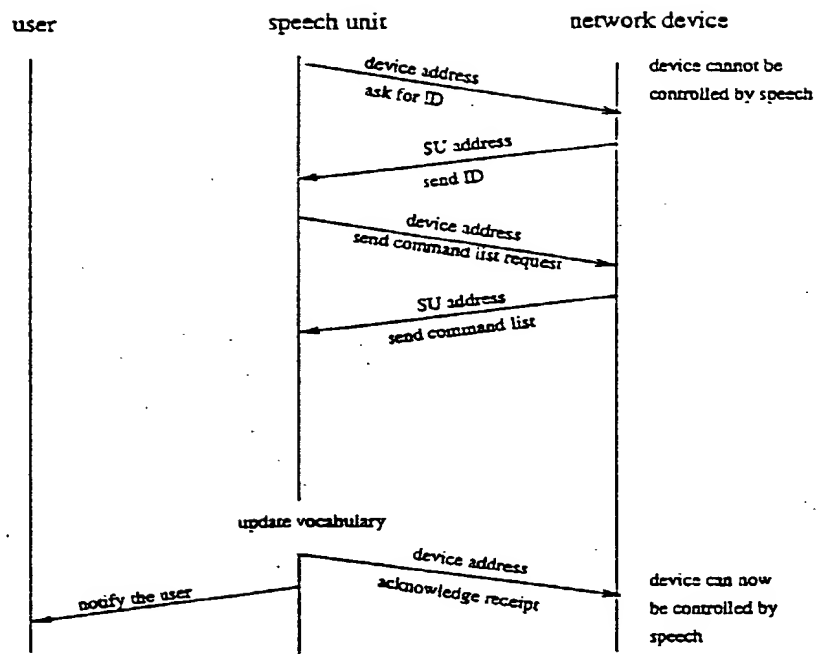 user
speech unit
network device
device address
ask for ID
device cannot be
controlled by speech
SU address
send ID
device address
send command list request
SU address
send command list
update vocabulary
device address
acknowledge receipt
notify the user
device can now
be controlled by
speech